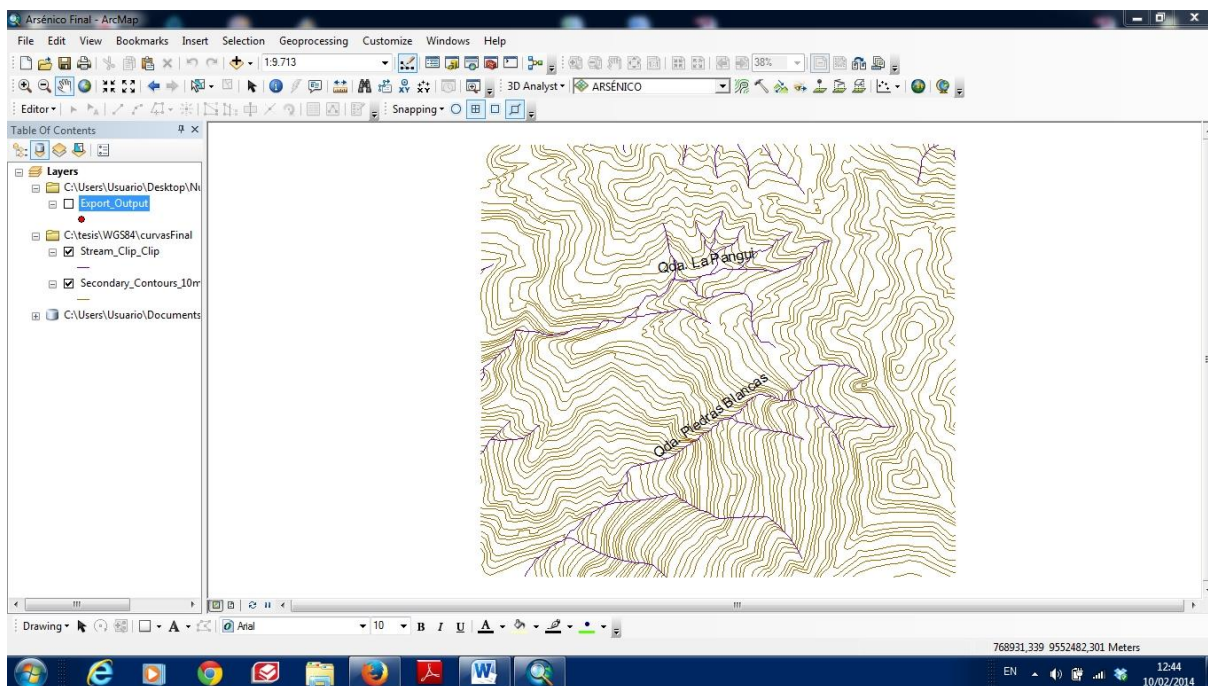 Arsénico Final - ArcMap
File Edit View Bookmarks Insert Selection Geoprocessing Customize Windows Help
1:9.713
38%
3D Analyst
ARSÉNICO
Editor
Snapping
Table Of Contents
Layers
C:\Users\Usuario\Desktop\Nu
Export_Output
C:\tesis\WGS84\curvasFinal
Stream_Clip_Clip
Secondary_Contours_10m
C:\Users\Usuario\Documents
Qda. La Pangui
Qda. Piedras Blancas
Drawing
A
Arial
10
B I U A
768931,339 9552482,301 Meters
W
EN
12:44
10/02/2014